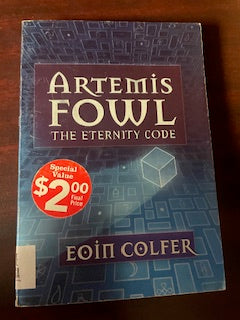 ARTEMIS
FOWL
THE ETERNITY CODE
Special
Value
$2.00
Final
Price
EOIN COLFER